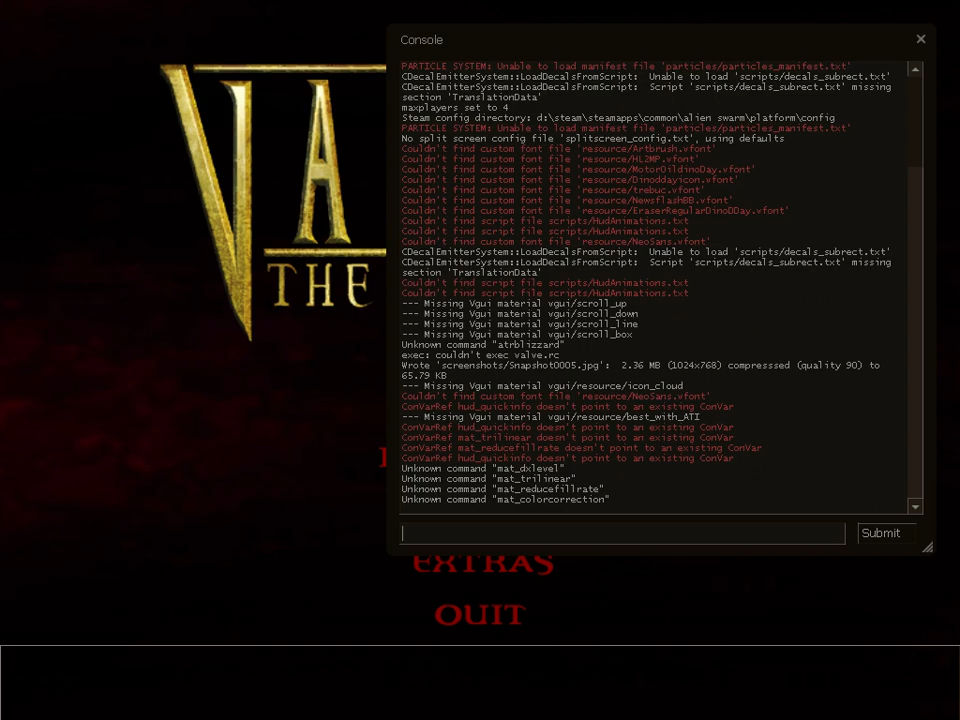 VA
THE
Console
PARTICLE SYSTEM: Unable to load manifest file 'particles/particles_manifest.txt'
CDecalEmitterSystem::LoadDecalsFromScript:  Unable to load 'scripts/decals_subrect.txt'
CDecalEmitterSystem::LoadDecalsFromScript:  Script 'scripts/decals_subrect.txt' missing
section 'TranslationData'
maxplayers set to 4
Steam config directory: d:\steam\steamapps\common\alien swarm\platform\config
PARTICLE SYSTEM: Unable to load manifest file 'particles/particles_manifest.txt'
No split screen config file 'splitscreen_config.txt', using defaults
Couldn't find custom font file 'resource/Artbrush.vfont'
Couldn't find custom font file 'resource/HL2MP.vfont'
Couldn't find custom font file 'resource/MotorOildinoDay.vfont'
Couldn't find custom font file 'resource/Dinoddayicon.vfont'
Couldn't find custom font file 'resource/trebuc.vfont'
Couldn't find custom font file 'resource/NewsflashBB.vfont'
Couldn't find custom font file 'resource/EraserRegularDinoDDay.vfont'
Couldn't find script file scripts/HudAnimations.txt
Couldn't find script file scripts/HudAnimations.txt
Couldn't find custom font file 'resource/NeoSans.vfont'
CDecalEmitterSystem::LoadDecalsFromScript:  Unable to load 'scripts/decals_subrect.txt'
CDecalEmitterSystem::LoadDecalsFromScript:  Script 'scripts/decals_subrect.txt' missing
section 'TranslationData'
Couldn't find script file scripts/HudAnimations.txt
Couldn't find script file scripts/HudAnimations.txt
--- Missing Vgui material vgui/scroll_up
--- Missing Vgui material vgui/scroll_down
--- Missing Vgui material vgui/scroll_line
--- Missing Vgui material vgui/scroll_box
Unknown command "atrblizzard"
exec: couldn't exec valve.rc
Wrote 'screenshots/Snapshot0005.jpg':  2.36 MB (1024x768) compresssed (quality 90) to
65.79 KB
--- Missing Vgui material vgui/resource/icon_cloud
Couldn't find custom font file 'resource/NeoSans.vfont'
ConVarRef hud_quickinfo doesn't point to an existing ConVar
--- Missing Vgui material vgui/resource/best_with_ATI
ConVarRef hud_quickinfo doesn't point to an existing ConVar
ConVarRef mat_trilinear doesn't point to an existing ConVar
ConVarRef mat_reducefillrate doesn't point to an existing ConVar
ConVarRef hud_quickinfo doesn't point to an existing ConVar
Unknown command "mat_dxlevel"
Unknown command "mat_trilinear"
Unknown command "mat_reducefillrate"
Unknown command "mat_colorcorrection"
Submit
EXTRAS
QUIT